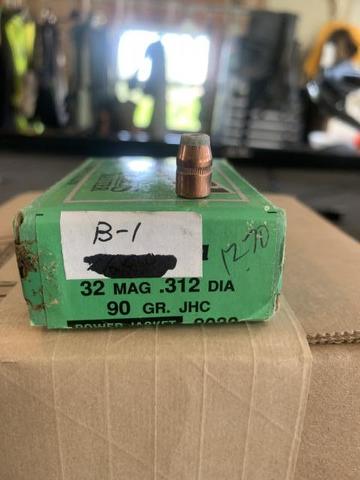 B-1
12-70
32 MAG .312 DIA
90 GR. JHC
POWER JACKET